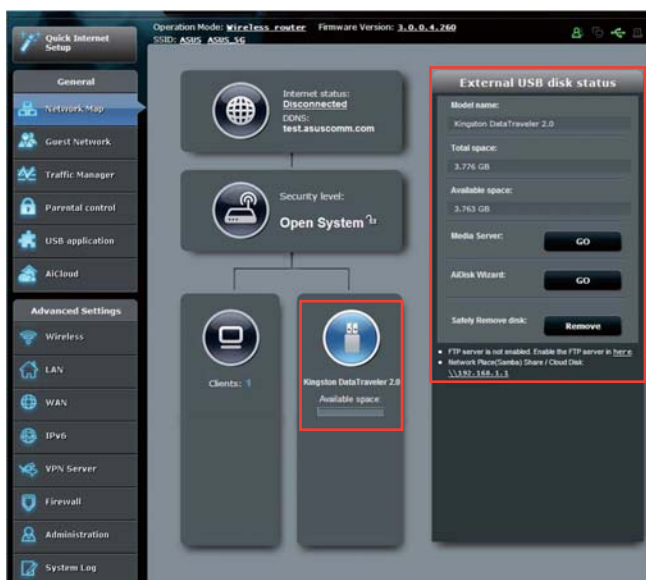 Quick Internet
Setup
Operation Mode: Wireless router Firmware Version: 3.0.0.4.260
SSID: ASUS ASUS_5G
General
Network Map
Guest Network
Traffic Manager
Parental control
USB application
AiCloud
Advanced Settings
Wireless
LAN
WAN
IPv6
VPN Server
Firewall
Administration
System Log
Internet status:
Disconnected
DDNS:
test.asuscomm.com
Security level:
Open System
Clients: 1
Kingston DataTraveler 2.0
Available space:
External USB disk status
Model name:
Kingston DataTraveler 2.0
Total space:
3.776 GB
Available space:
3.763 GB
Media Server:
GO
AiDisk Wizard:
GO
Safely Remove disk:
Remove
FTP server is not enabled. Enable the FTP server in here.
Network Place(Samba) Share / Cloud Disk:
\\192.168.1.1